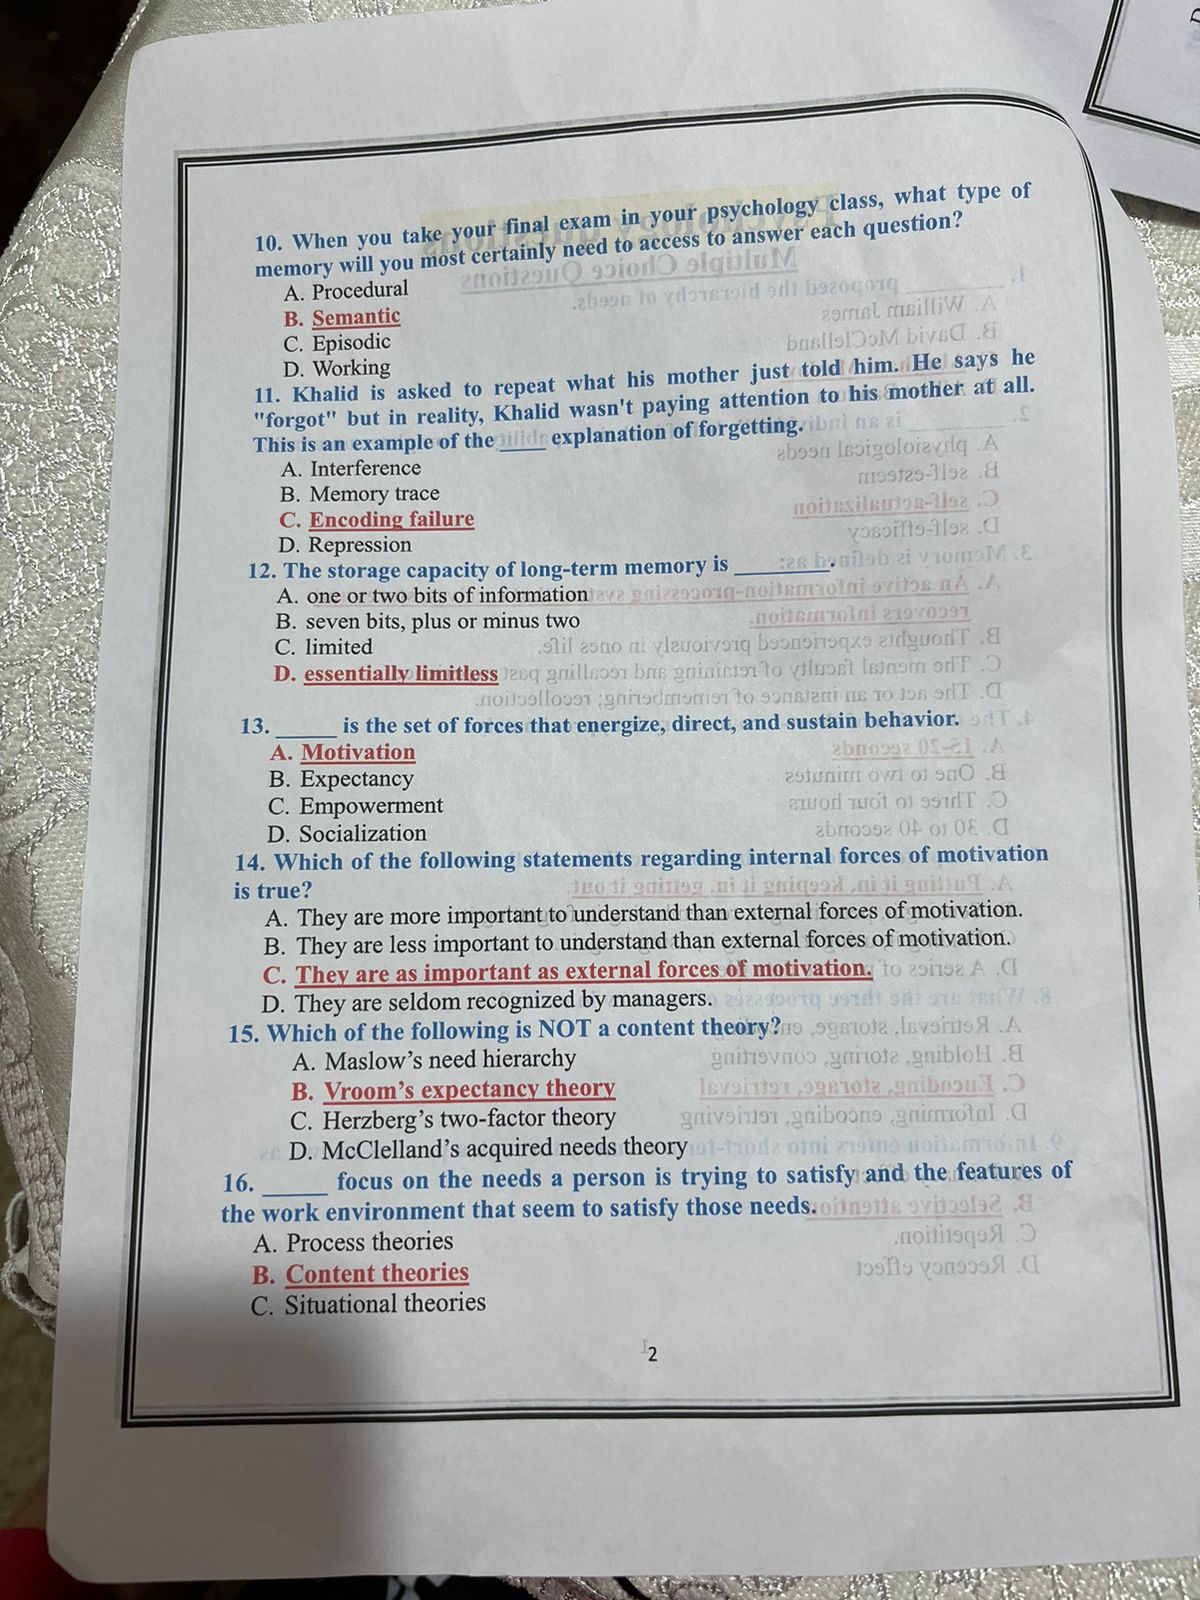 10. When you take your final exam in your psychology class, what type of
memory will you most certainly need to access to answer each question?
A. Procedural
B. Semantic
C. Episodic
D. Working
11. Khalid is asked to repeat what his mother just told him. He says he
"forgot" but in reality, Khalid wasn't paying attention to his mother at all.
This is an example of the _____ explanation of forgetting.
A. Interference
B. Memory trace
C. Encoding failure
D. Repression
12. The storage capacity of long-term memory is __________.
A. one or two bits of information
B. seven bits, plus or minus two
C. limited
D. essentially limitless
13. ______ is the set of forces that energize, direct, and sustain behavior.
A. Motivation
B. Expectancy
C. Empowerment
D. Socialization
14. Which of the following statements regarding internal forces of motivation
is true?
A. They are more important to understand than external forces of motivation.
B. They are less important to understand than external forces of motivation.
C. They are as important as external forces of motivation.
D. They are seldom recognized by managers.
15. Which of the following is NOT a content theory?
A. Maslow’s need hierarchy
B. Vroom’s expectancy theory
C. Herzberg’s two-factor theory
D. McClelland’s acquired needs theory
16. ______ focus on the needs a person is trying to satisfy and the features of
the work environment that seem to satisfy those needs.
A. Process theories
B. Content theories
C. Situational theories
2